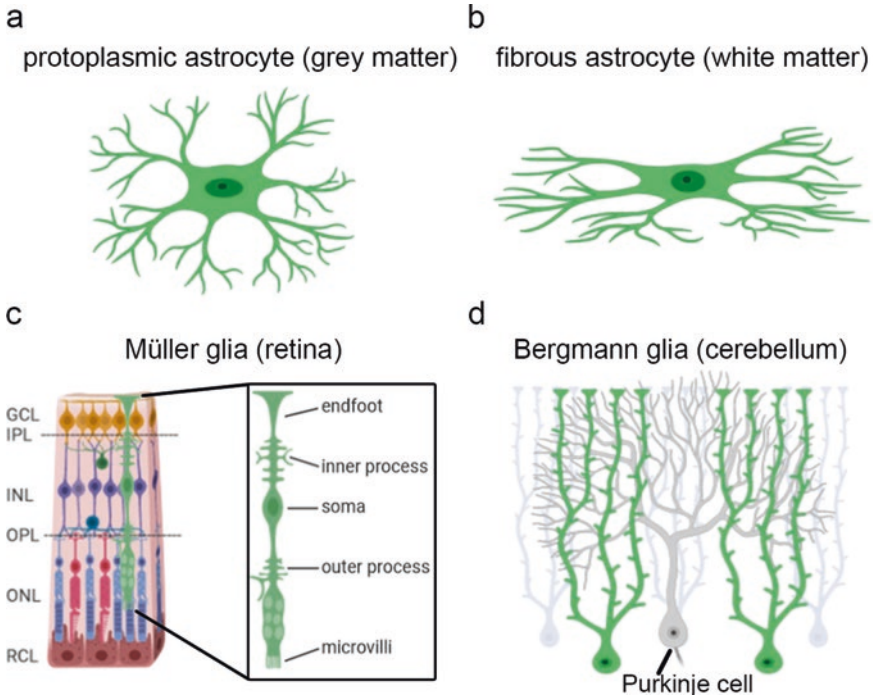 a
protoplasmic astrocyte (grey matter)
b
fibrous astrocyte (white matter)
c
Müller glia (retina)
GCL
IPL
INL
OPL
ONL
RCL
endfoot
inner process
soma
outer process
microvilli
d
Bergmann glia (cerebellum)
Purkinje cell